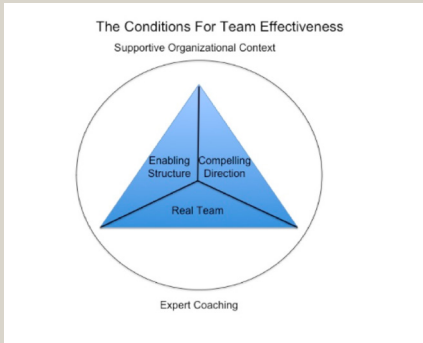 The Conditions For Team Effectiveness
Supportive Organizational Context
Enabling Structure
Compelling Direction
Real Team
Expert Coaching